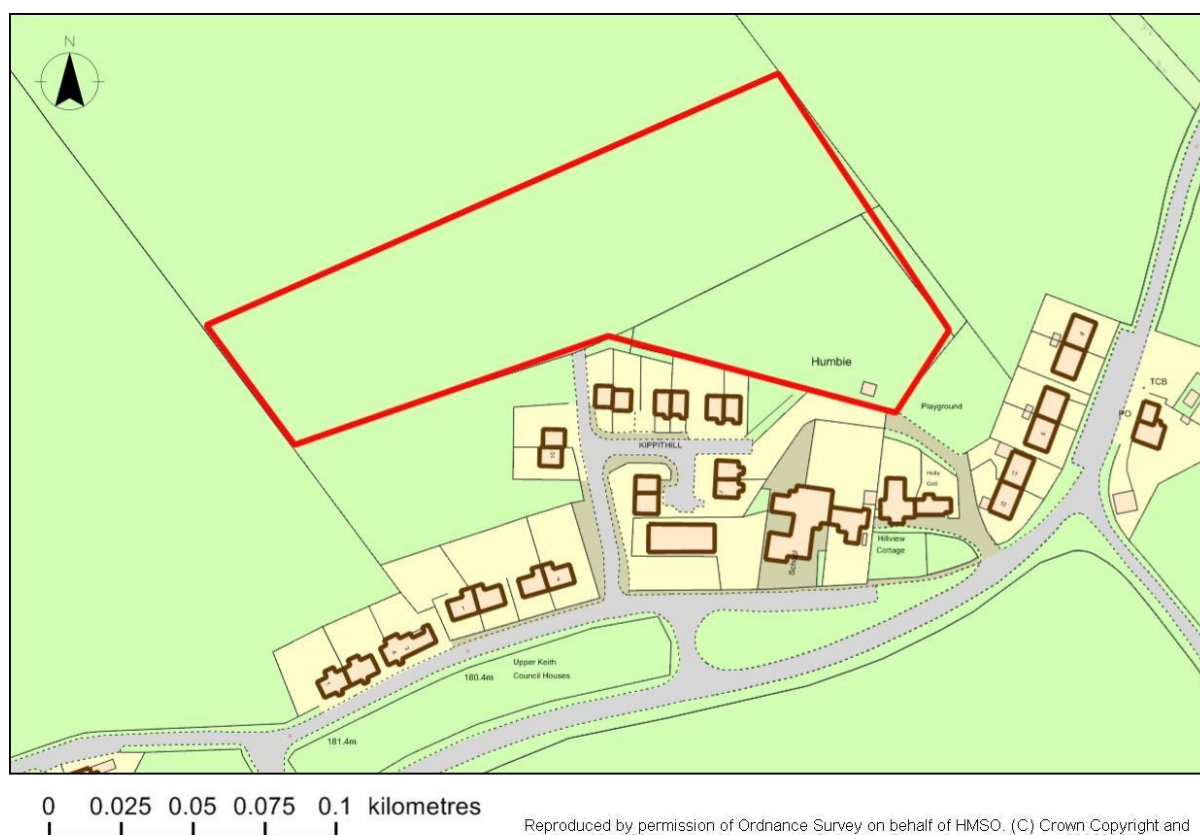 N
Humbie
Playground
TCB
PO
KIPPITHILL
Holly
Cott
Hillview
Cottage
School
Upper Keith
Council Houses
180.4m
181.4m
0 0.025 0.05 0.075 0.1 kilometres
Reproduced by permission of Ordnance Survey on behalf of HMSO. (C) Crown Copyright and